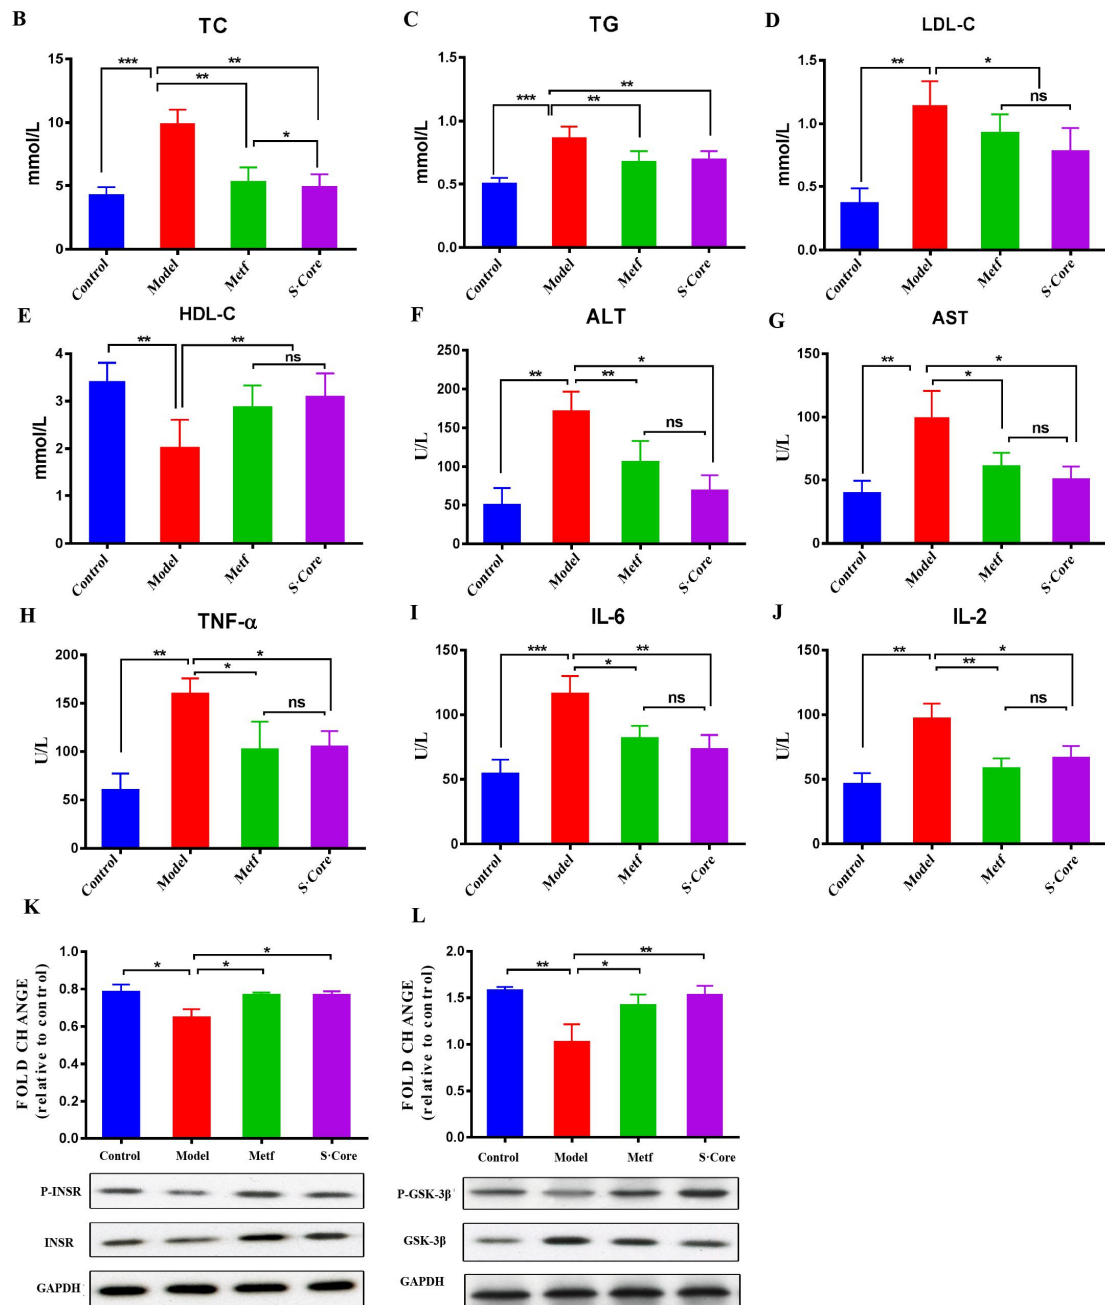 B
TC
mmol/L
15
10
5
0
***
**
**
*
Control
Model
Metf
S·Core
C
TG
mmol/L
1.5
1.0
0.5
0.0
***
**
**
Control
Model
Metf
S·Core
D
LDL-C
mmol/L
1.5
1.0
0.5
0.0
**
*
ns
Control
Model
Metf
S·Core
E
HDL-C
mmol/L
4
3
2
1
0
**
**
ns
Control
Model
Metf
S·Core
F
ALT
U/L
250
200
150
100
50
0
**
**
*
ns
Control
Model
Metf
S·Core
G
AST
U/L
150
100
50
0
**
*
*
ns
Control
Model
Metf
S·Core
H
TNF-α
U/L
200
150
100
50
0
**
*
*
ns
Control
Model
Metf
S·Core
I
IL-6
U/L
150
100
50
0
***
**
*
ns
Control
Model
Metf
S·Core
J
IL-2
U/L
150
100
50
0
**
*
**
ns
Control
Model
Metf
S·Core
K
FOLD CHANGE
(relative to control)
1.0
0.8
0.6
0.4
0.2
0.0
*
*
*
Control Model Metf S·Core
P-INSR
INSR
GAPDH
L
FOLD CHANGE
(relative to control)
2.0
1.5
1.0
0.5
0.0
**
**
*
Control Model Metf S·Core
P-GSK-3β
GSK-3β
GAPDH